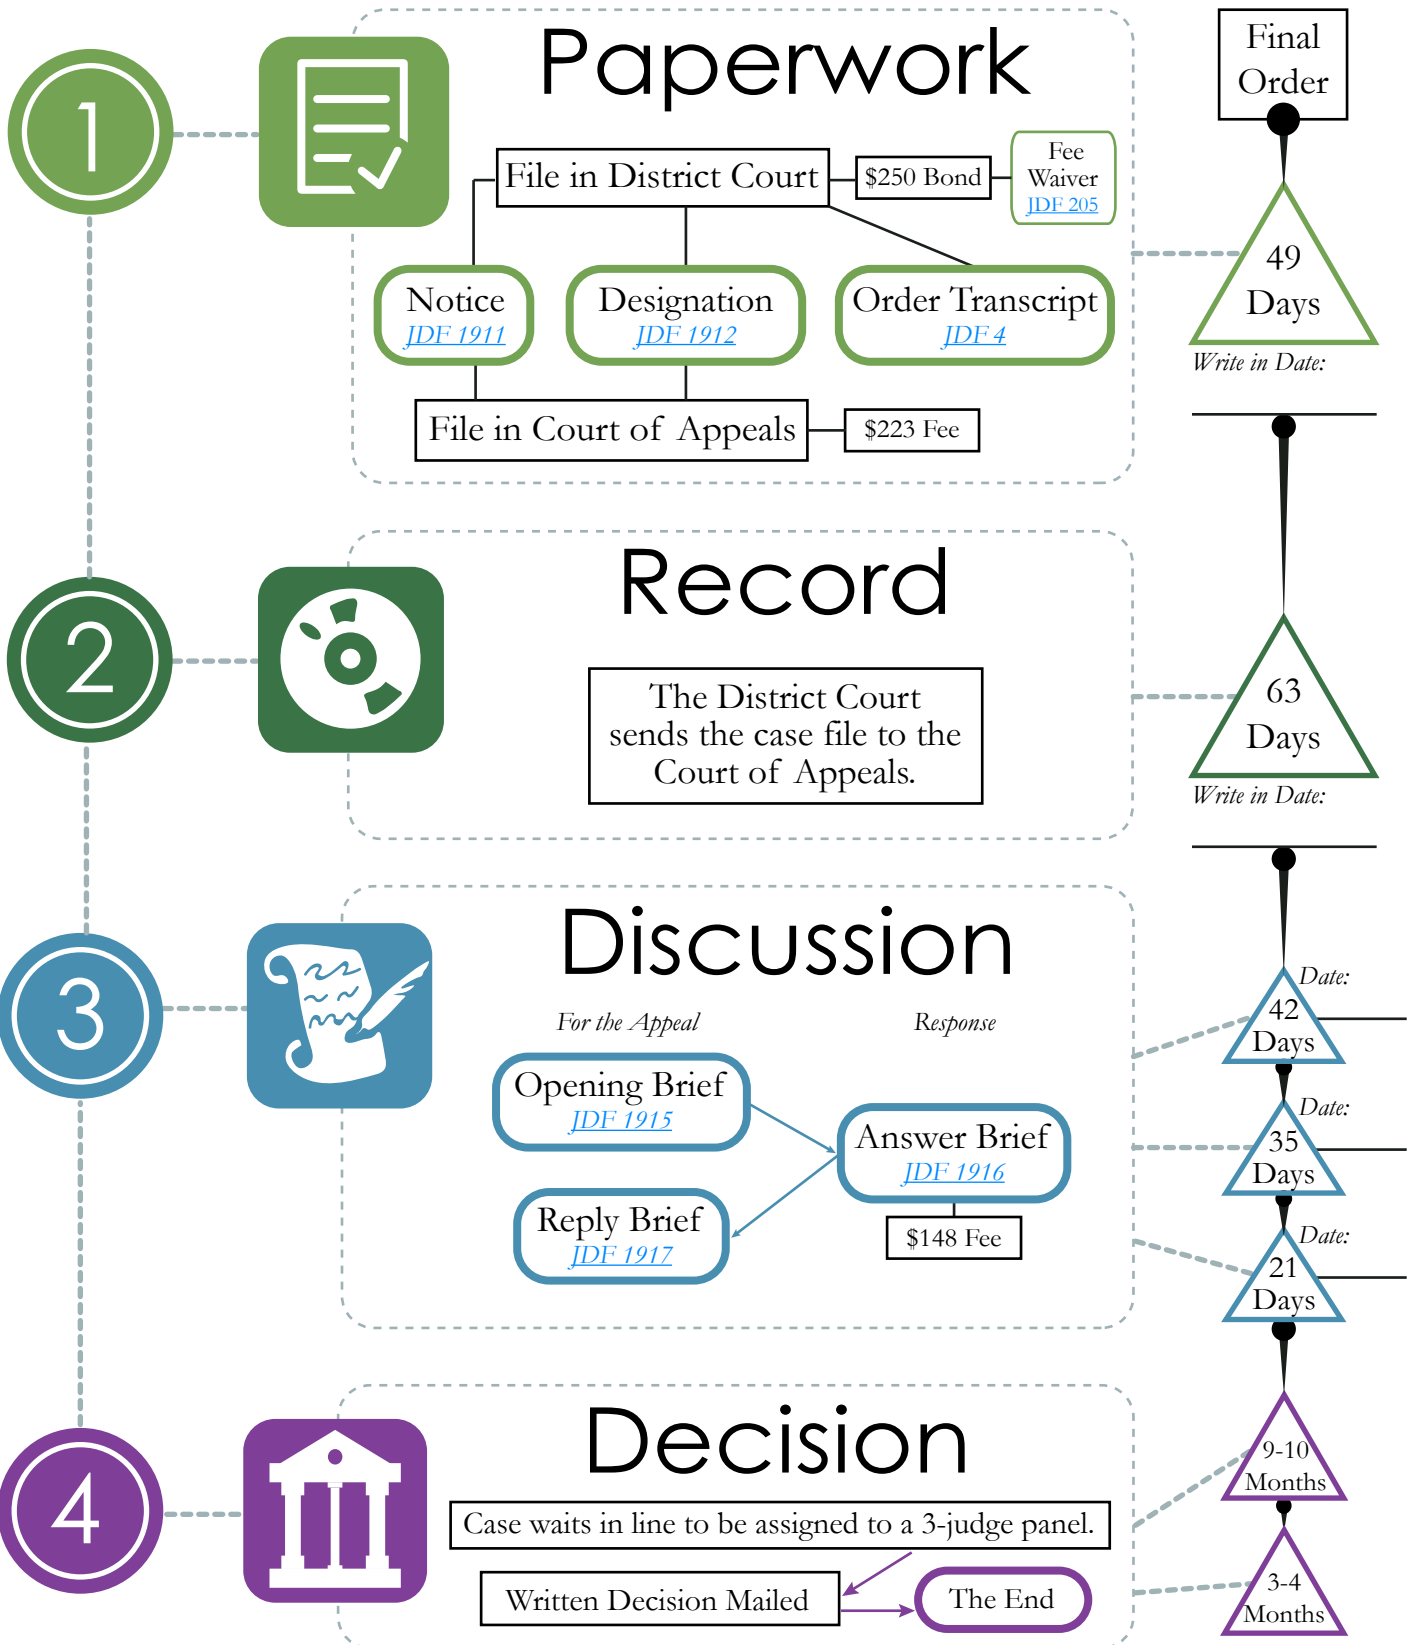 1
Paperwork
Final
Order
File in District Court
$250 Bond
Fee
Waiver
JDF 205
49
Days
Write in Date:
Notice
JDF 1911
Designation
JDF 1912
Order Transcript
JDF 4
File in Court of Appeals
$223 Fee
2
Record
The District Court
sends the case file to the
Court of Appeals.
63
Days
Write in Date:
3
Discussion
For the Appeal
Response
Opening Brief
JDF 1915
Answer Brief
JDF 1916
$148 Fee
Reply Brief
JDF 1917
Date:
42
Days
Date:
35
Days
Date:
21
Days
4
Decision
Case waits in line to be assigned to a 3-judge panel.
Written Decision Mailed
The End
9-10
Months
3-4
Months